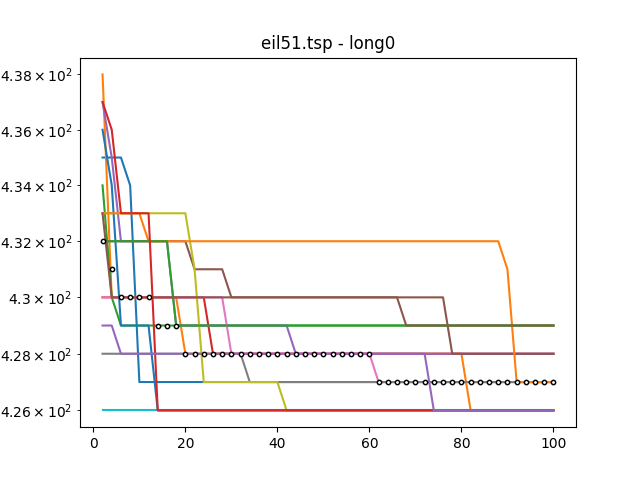 eil51.tsp - long0
4.38 × 10²
4.36 × 10²
4.34 × 10²
4.32 × 10²
4.3 × 10²
4.28 × 10²
4.26 × 10²
0 20 40 60 80 100